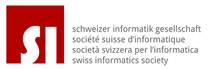 SI
schweizer informatik gesellschaft
société suisse d'informatique
società svizzera per l'informatica
swiss informatics society